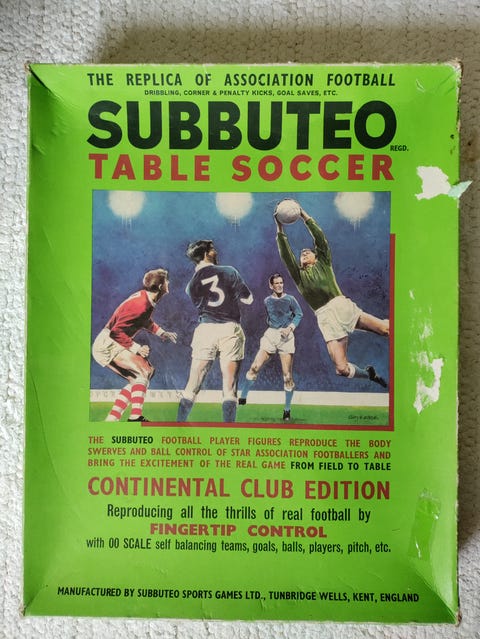 THE REPLICA OF ASSOCIATION FOOTBALL
DRIBBLING, CORNER & PENALTY KICKS, GOAL SAVES, ETC.
SUBBUTEO
REGD.
TABLE SOCCER
3
THE SUBBUTEO FOOTBALL PLAYER FIGURES REPRODUCE THE BODY
SWERVES AND BALL CONTROL OF STAR ASSOCIATION FOOTBALLERS AND
BRING THE EXCITEMENT OF THE REAL GAME FROM FIELD TO TABLE
CONTINENTAL CLUB EDITION
Reproducing all the thrills of real football by
FINGERTIP CONTROL
with OO SCALE self balancing teams, goals, balls, players, pitch, etc.
MANUFACTURED BY SUBBUTEO SPORTS GAMES LTD., TUNBRIDGE WELLS, KENT, ENGLAND